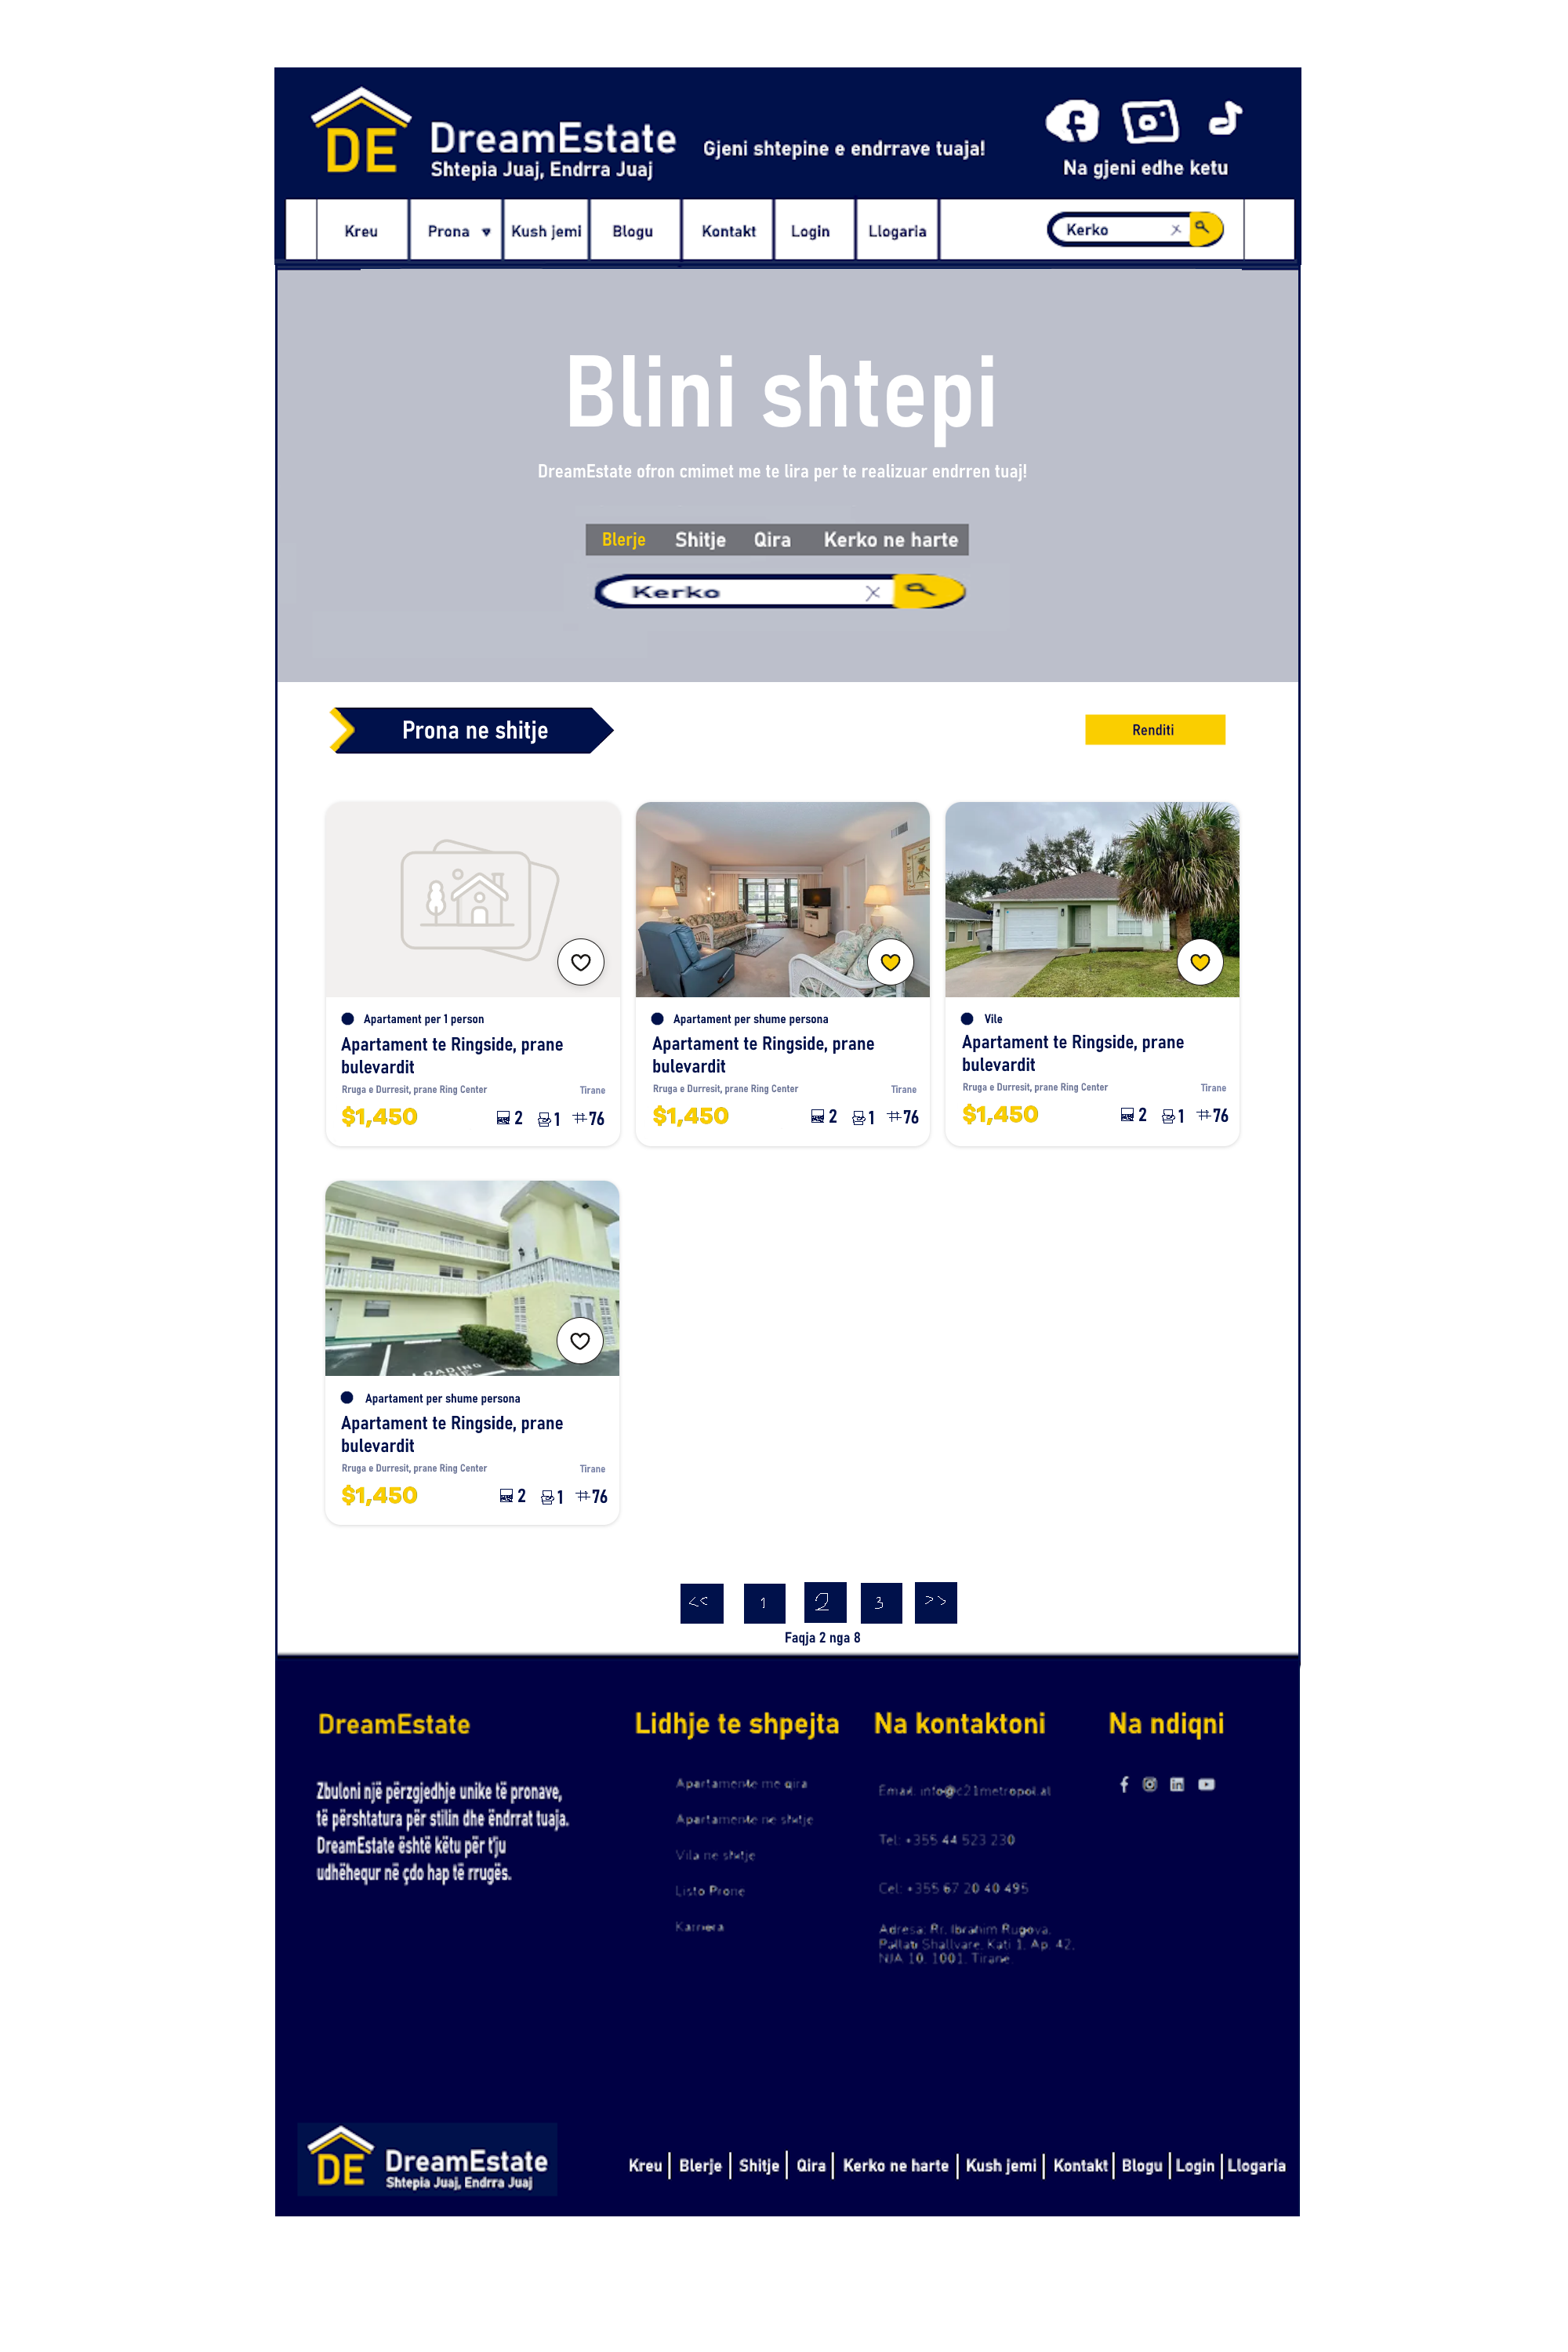 DE
DreamEstate
Shtepia Juaj, Endrra Juaj
Gjeni shtepine e endrrave tuaja!
Na gjeni edhe ketu
Kreu
Prona
Kush jemi
Blogu
Kontakt
Login
Llogaria
Kerko
Blini shtepi
DreamEstate ofron cmimet me te lira per te realizuar endrren tuaj!
Blerje Shitje Qira Kerko ne harte
Kerko
Prona ne shitje
Renditi
Apartament per 1 person
Apartament te Ringside, prane
bulevardit
Rruga e Durresit, prane Ring Center
Tirane
$1,450
2 1 76
Apartament per shume persona
Apartament te Ringside, prane
bulevardit
Rruga e Durresit, prane Ring Center
Tirane
$1,450
2 1 76
Vile
Apartament te Ringside, prane
bulevardit
Rruga e Durresit, prane Ring Center
Tirane
$1,450
2 1 76
LOADING
Apartament per shume persona
Apartament te Ringside, prane
bulevardit
Rruga e Durresit, prane Ring Center
Tirane
$1,450
2 1 76
<< 1 2 3 >>
Faqja 2 nga 8
DreamEstate
Zbuloni një përzgjedhje unike të pronave,
të përshtatura për stilin dhe ëndrrat tuaja.
DreamEstate është këtu për t'ju
udhëhequr në çdo hap të rrugës.
Lidhje te shpejta
Apartamente me qira
Apartamente ne shitje
Vila ne shitje
Listo Prone
Karriera
Na kontaktoni
Email: info@c21metropol.al
Tel: +355 44 523 230
Cel: +355 67 20 40 495
Adresa: Rr. Ibrahim Rugova,
Pallati Shallvare, Kati 1, Ap. 42,
NJA 10, 1001, Tirane.
Na ndiqni
DE
DreamEstate
Shtepia Juaj, Endrra Juaj
Kreu | Blerje | Shitje | Qira | Kerko ne harte | Kush jemi | Kontakt | Blogu | Login | Llogaria